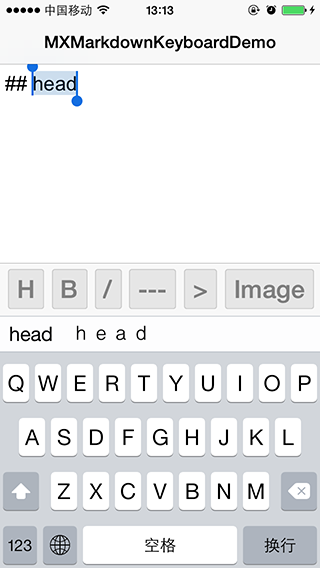 中国移动 13:13
MXMarkdownKeyboardDemo
## head
H B / --- > Image
head h e a d
Q W E R T Y U I O P
A S D F G H J K L
Z X C V B N M
123 空格 换行